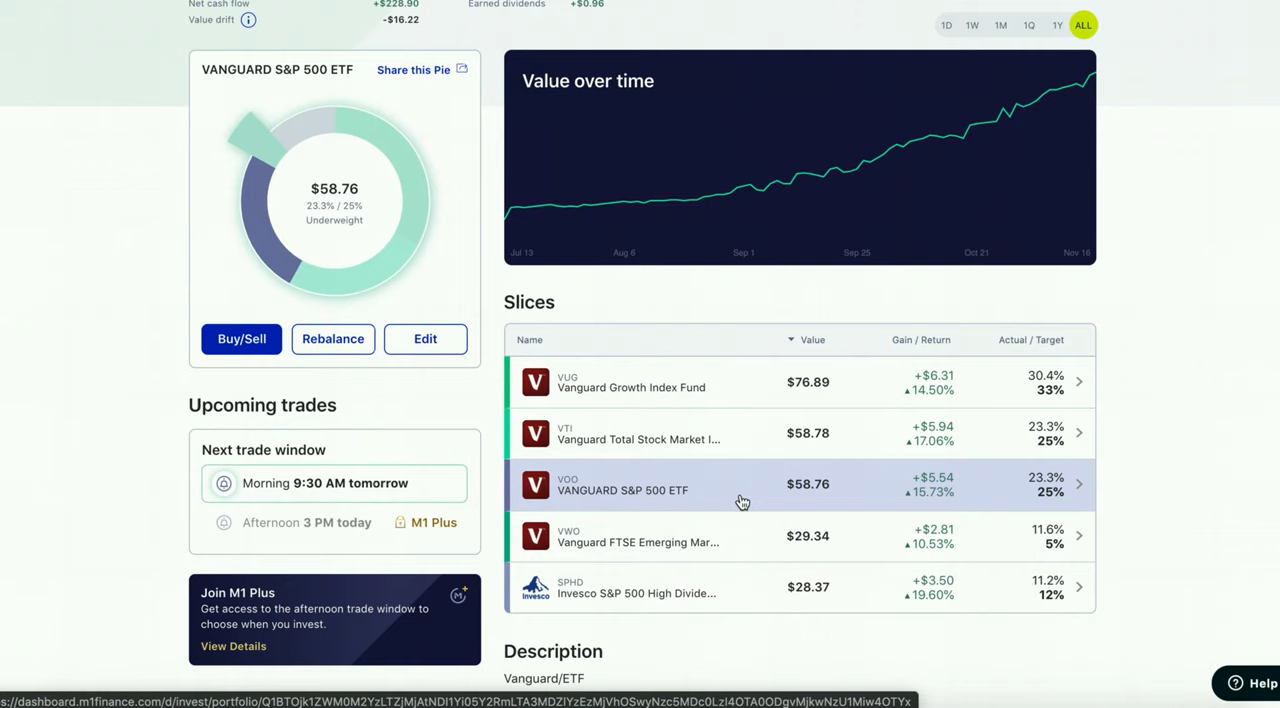 Net cash flow +$228.90 Earned dividends +$0.96
Value drift -$16.22
1D 1W 1M 1Q 1Y ALL
VANGUARD S&P 500 ETF Share this Pie
$58.76
23.3% / 25%
Underweight
Buy/Sell Rebalance Edit
Value over time
Jul 13 Aug 6 Sep 1 Sep 25 Oct 21 Nov 16
Upcoming trades
Next trade window
Morning 9:30 AM tomorrow
Afternoon 3 PM today M1 Plus
Join M1 Plus
Get access to the afternoon trade window to
choose when you invest.
View Details
Slices
Name Value Gain / Return Actual / Target
VUG
Vanguard Growth Index Fund
$76.89
+$6.31
▲14.50%
30.4%
33%
VTI
Vanguard Total Stock Market I...
$58.78
+$5.94
▲17.06%
23.3%
25%
VOO
VANGUARD S&P 500 ETF
$58.76
+$5.54
▲15.73%
23.3%
25%
VWO
Vanguard FTSE Emerging Mar...
$29.34
+$2.81
▲10.53%
11.6%
5%
Invesco
SPHD
Invesco S&P 500 High Divide...
$28.37
+$3.50
▲19.60%
11.2%
12%
Description
Vanguard/ETF
Help